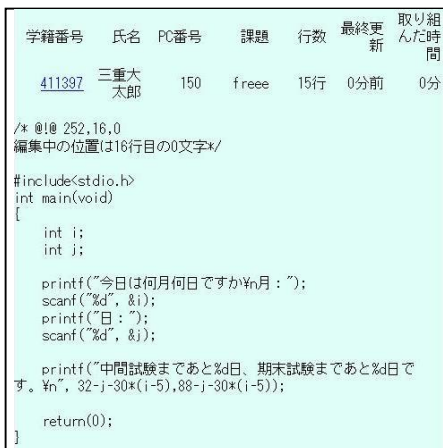 学籍番号 氏名 PC番号 課題 行数 最終更新 取り組んだ時間
411397 三重大太郎 150 freee 15行 0分前 0分
/* @!@ 252,16,0
編集中の位置は16行目の0文字*/
#include<stdio.h>
int main(void)
{
int i;
int j;
printf("今日は何月何日ですか¥n月：");
scanf("%d", &i);
printf("日：");
scanf("%d", &j);
printf("中間試験まであと%d日、期末試験まであと%d日で
す。¥n", 32-j-30*(i-5),88-j-30*(i-5));
return(0);
}